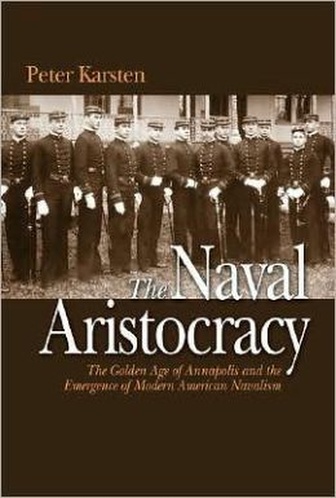 Peter Karsten
The Naval
Aristocracy
The Golden Age of Annapolis and the
Emergence of Modern American Navalism